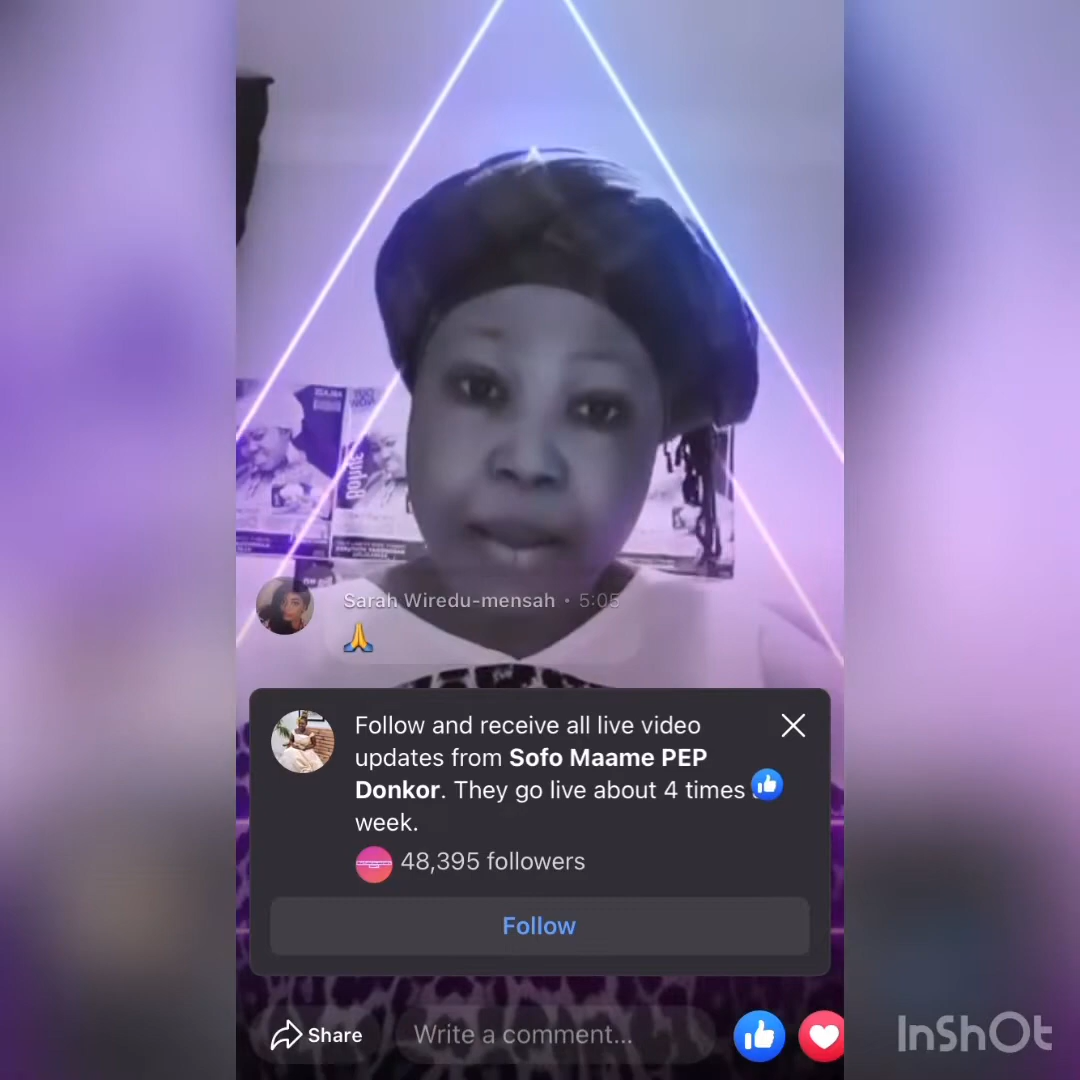 Sarah Wiredu-mensah · 5:05
🙏
Follow and receive all live video
updates from Sofo Maame PEP
Donkor. They go live about 4 times
week.
48,395 followers
Follow
Share
Write a comment...
InShOt